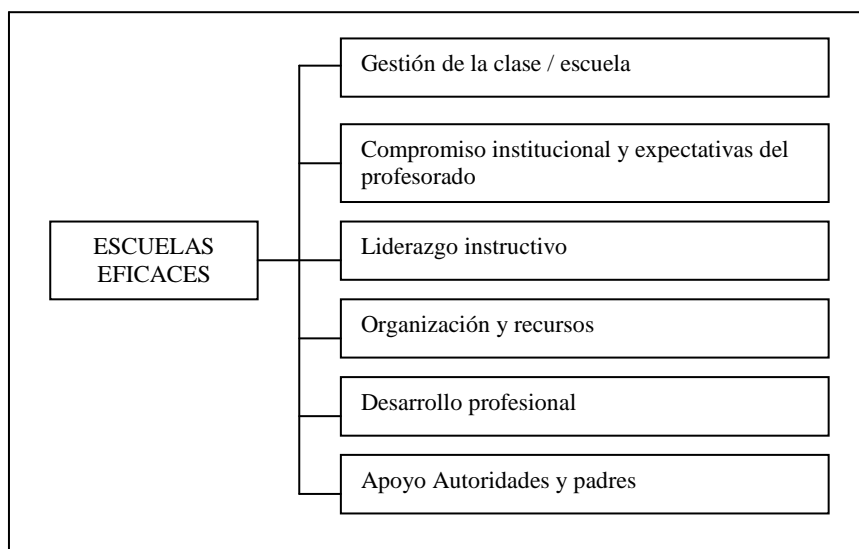 Gestión de la clase / escuela
Compromiso institucional y expectativas del
profesorado
ESCUELAS
EFICACES
Liderazgo instructivo
Organización y recursos
Desarrollo profesional
Apoyo Autoridades y padres